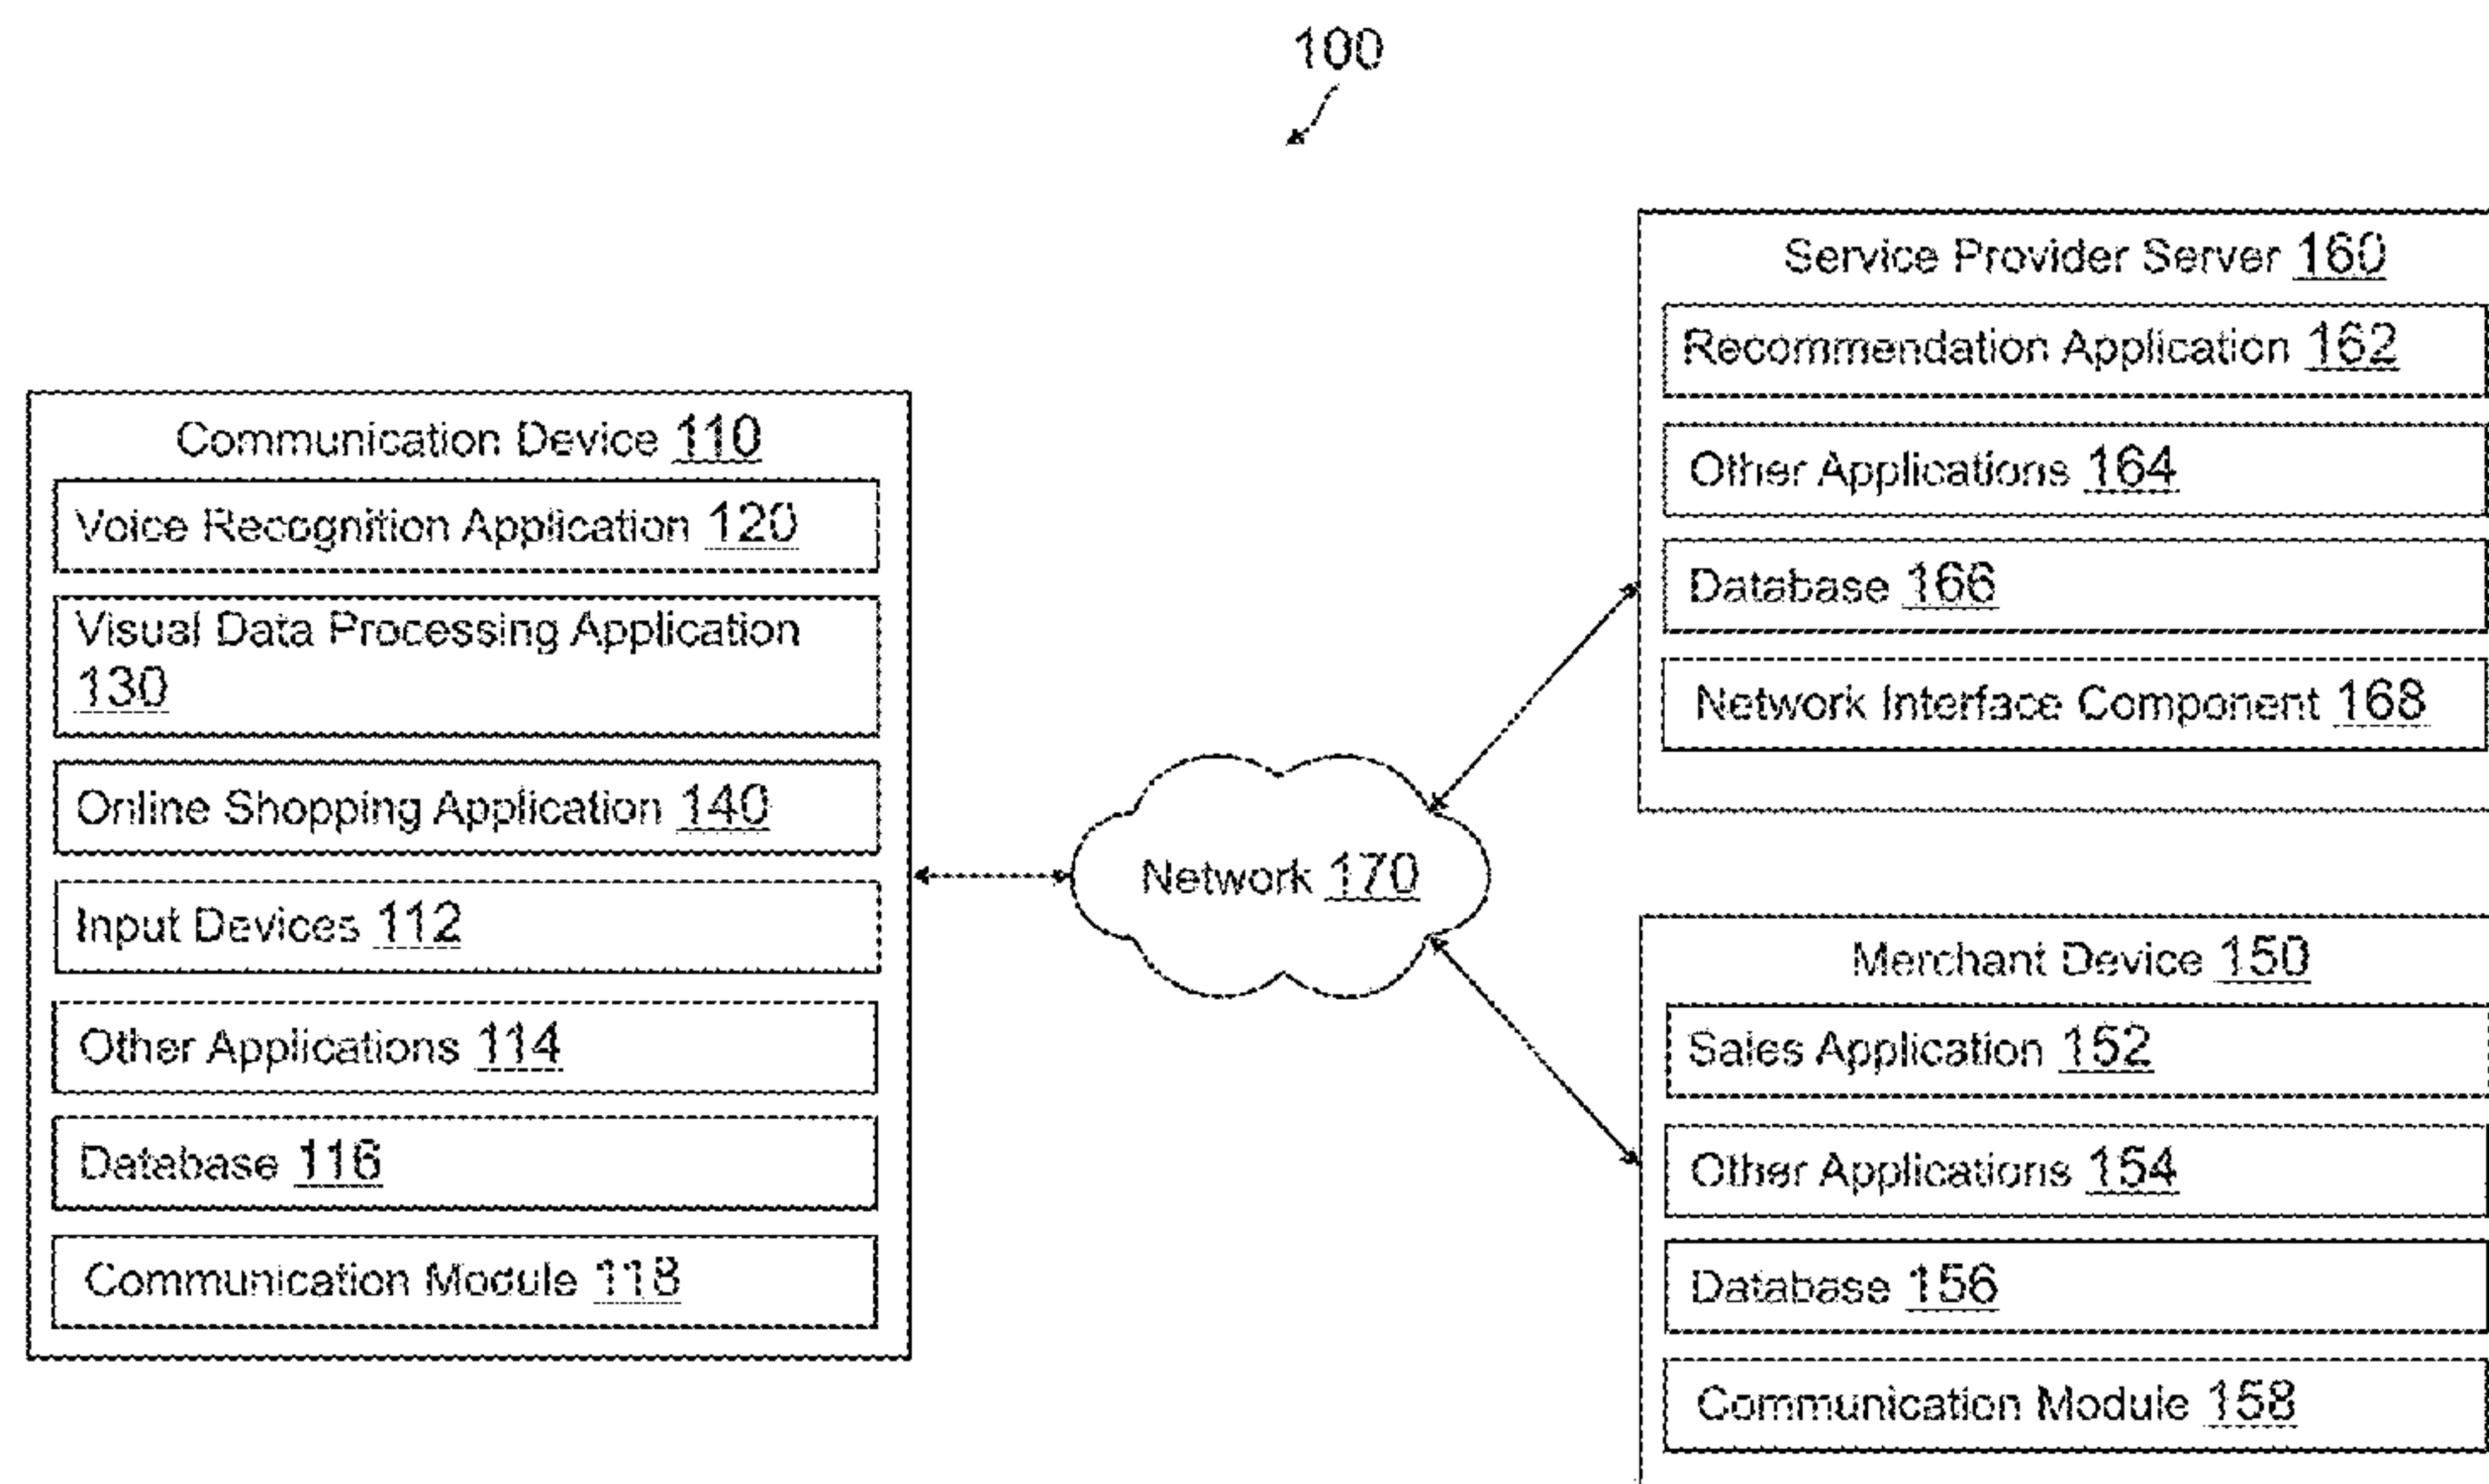 100
Communication Device 110
Voice Recognition Application 120
Visual Data Processing Application
130
Online Shopping Application 140
Input Devices 112
Other Applications 114
Database 116
Communication Module 118
Network 170
Service Provider Server 160
Recommendation Application 162
Other Applications 164
Database 166
Network Interface Component 168
Merchant Device 150
Sales Application 152
Other Applications 154
Database 156
Communication Module 158